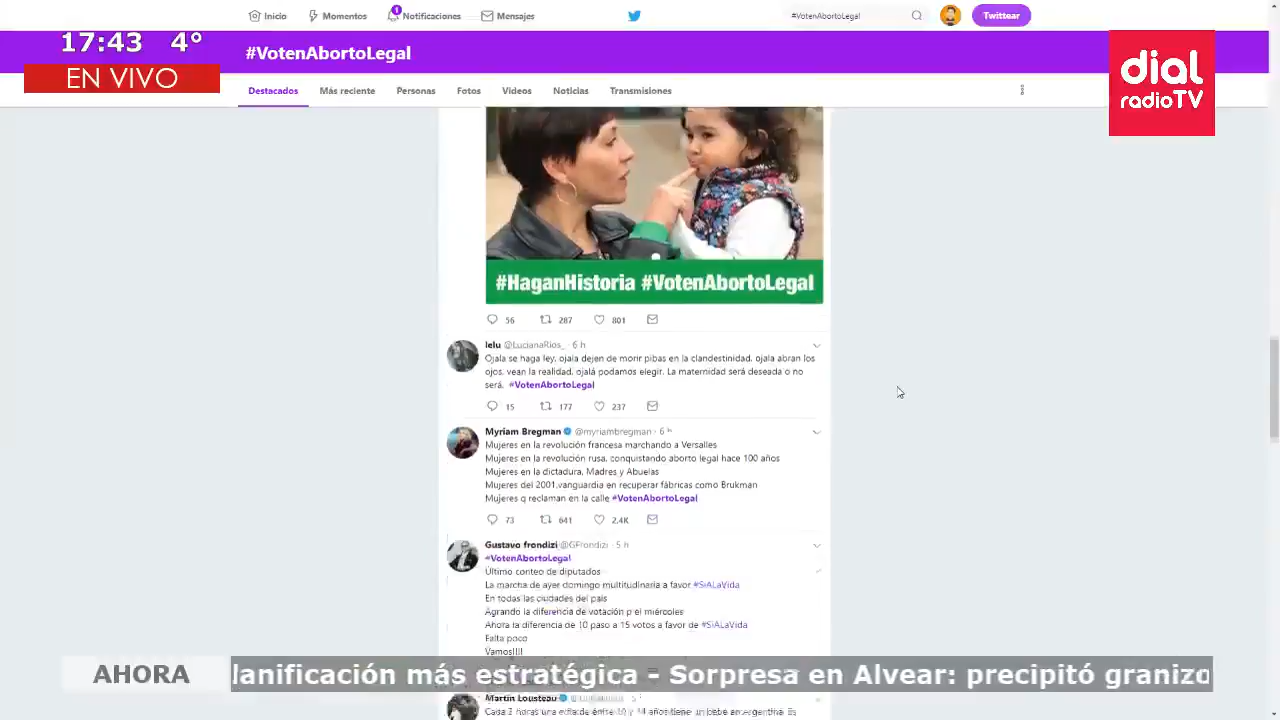 Inicio Momentos 1 Notificaciones Mensajes #VotenAbortoLegal Twittear
17:43 4°
EN VIVO
#VotenAbortoLegal
dial
radioTV
Destacados Más reciente Personas Fotos Videos Noticias Transmisiones
#HaganHistoria #VotenAbortoLegal
56 287 801
lelu @LucianaRios_ · 6 h
Ojala se haga ley, ojala dejen de morir pibas en la clandestinidad, ojala abran los
ojos, vean la realidad, ojalá podamos elegir. La maternidad será deseada o no
será. #VotenAbortoLegal
15 177 237
Myriam Bregman @myriambregman · 6 h
Mujeres en la revolución francesa marchando a Versalles
Mujeres en la revolución rusa, conquistando aborto legal hace 100 años
Mujeres en la dictadura, Madres y Abuelas
Mujeres del 2001,vanguardia en recuperar fábricas como Brukman
Mujeres q reclaman en la calle #VotenAbortoLegal
73 641 2.4K
Gustavo frondizi @GFrondizi · 5 h
#VotenAbortoLegal
Último conteo de diputados
La marcha de ayer domingo multitudinaria a favor #SiALaVida
En todas las ciudades del país
Agrando la diferencia de votación p el miércoles
Ahora la diferencia de 10 paso a 15 votos a favor de #SiALaVida
Falta poco
Vamos!!!!
AHORA lanificación más estratégica - Sorpresa en Alvear: precipitó granizo
Martín Lousteau